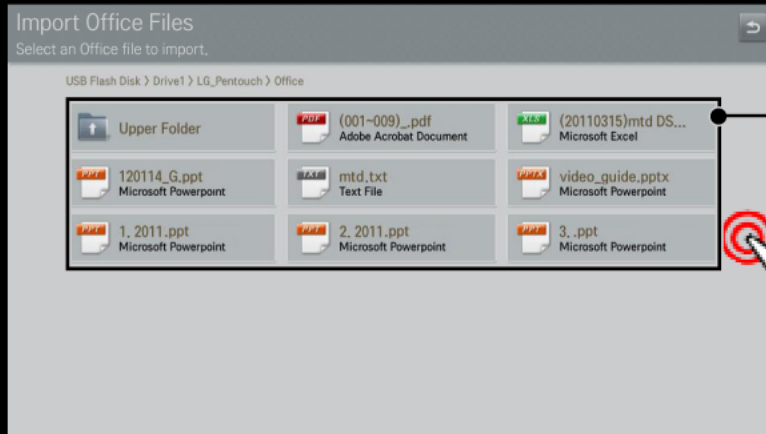 Import Office Files
Select an Office file to import.
USB Flash Disk > Drive1 > LG_Pentouch > Office
Upper Folder
PDF
(001~009)_.pdf
Adobe Acrobat Document
XLS
(20110315)mtd DS...
Microsoft Excel
PPT
120114_G.ppt
Microsoft Powerpoint
TXT
mtd.txt
Text File
PPTX
video_guide.pptx
Microsoft Powerpoint
PPT
1. 2011.ppt
Microsoft Powerpoint
PPT
2. 2011.ppt
Microsoft Powerpoint
PPT
3. .ppt
Microsoft Powerpoint